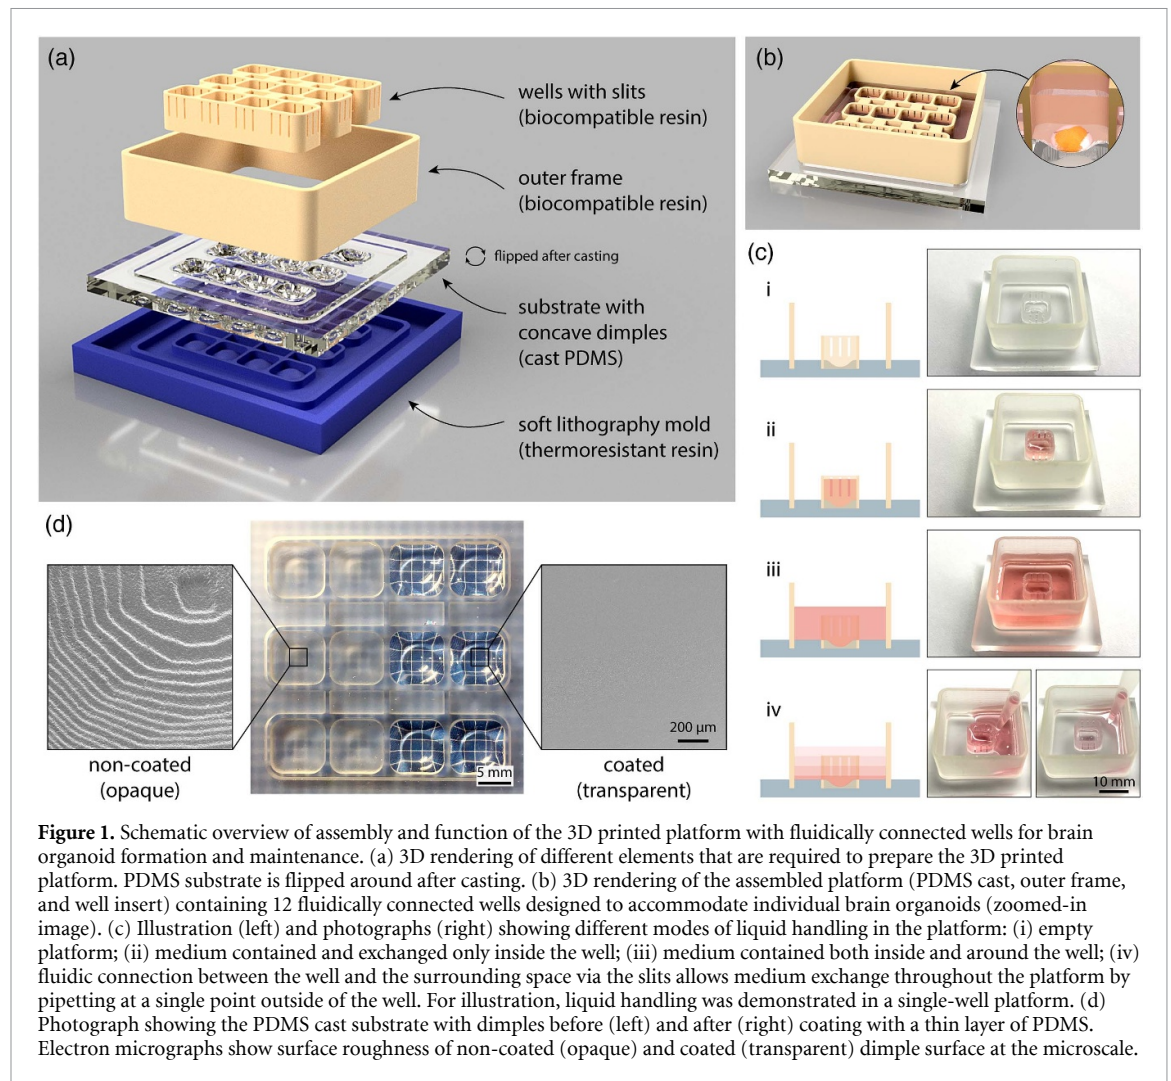 (a)
wells with slits
(biocompatible resin)
outer frame
(biocompatible resin)
flipped after casting
substrate with
concave dimples
(cast PDMS)
soft lithography mold
(thermoresistant resin)
(b)
(c)
i
ii
iii
iv
10 mm
(d)
non-coated
(opaque)
5 mm
200 μm
coated
(transparent)
Figure 1. Schematic overview of assembly and function of the 3D printed platform with fluidically connected wells for brain
organoid formation and maintenance. (a) 3D rendering of different elements that are required to prepare the 3D printed
platform. PDMS substrate is flipped around after casting. (b) 3D rendering of the assembled platform (PDMS cast, outer frame,
and well insert) containing 12 fluidically connected wells designed to accommodate individual brain organoids (zoomed-in
image). (c) Illustration (left) and photographs (right) showing different modes of liquid handling in the platform: (i) empty
platform; (ii) medium contained and exchanged only inside the well; (iii) medium contained both inside and around the well; (iv)
fluidic connection between the well and the surrounding space via the slits allows medium exchange throughout the platform by
pipetting at a single point outside of the well. For illustration, liquid handling was demonstrated in a single-well platform. (d)
Photograph showing the PDMS cast substrate with dimples before (left) and after (right) coating with a thin layer of PDMS.
Electron micrographs show surface roughness of non-coated (opaque) and coated (transparent) dimple surface at the microscale.